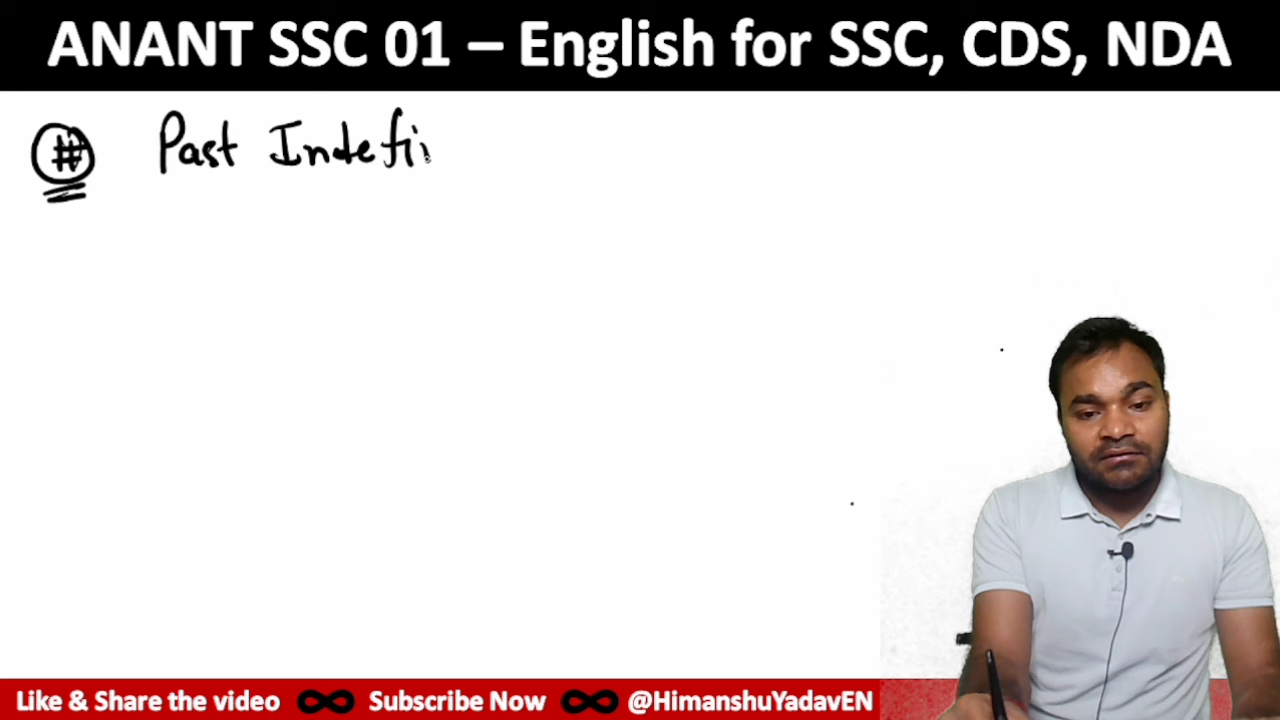 ANANT SSC 01 – English for SSC, CDS, NDA
# Past Indefi
Like & Share the video Subscribe Now @HimanshuYadavEN